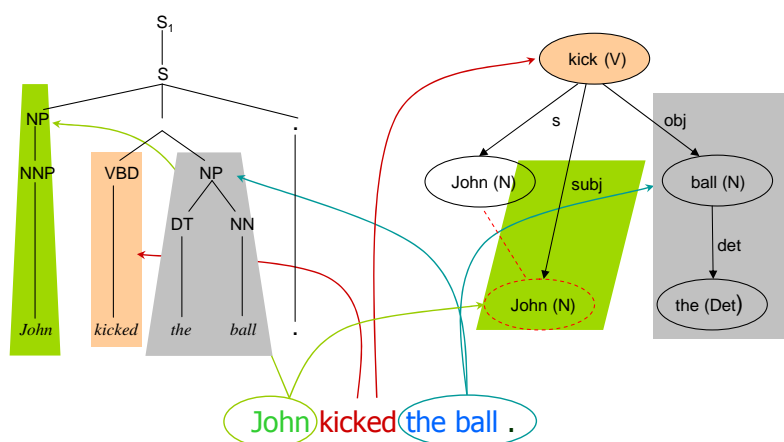 S1
S
NP
.
NNP
VBD
NP
DT
NN
John
kicked
the
ball
.
kick (V)
s
obj
John (N)
subj
ball (N)
det
John (N)
the (Det)
John kicked the ball .